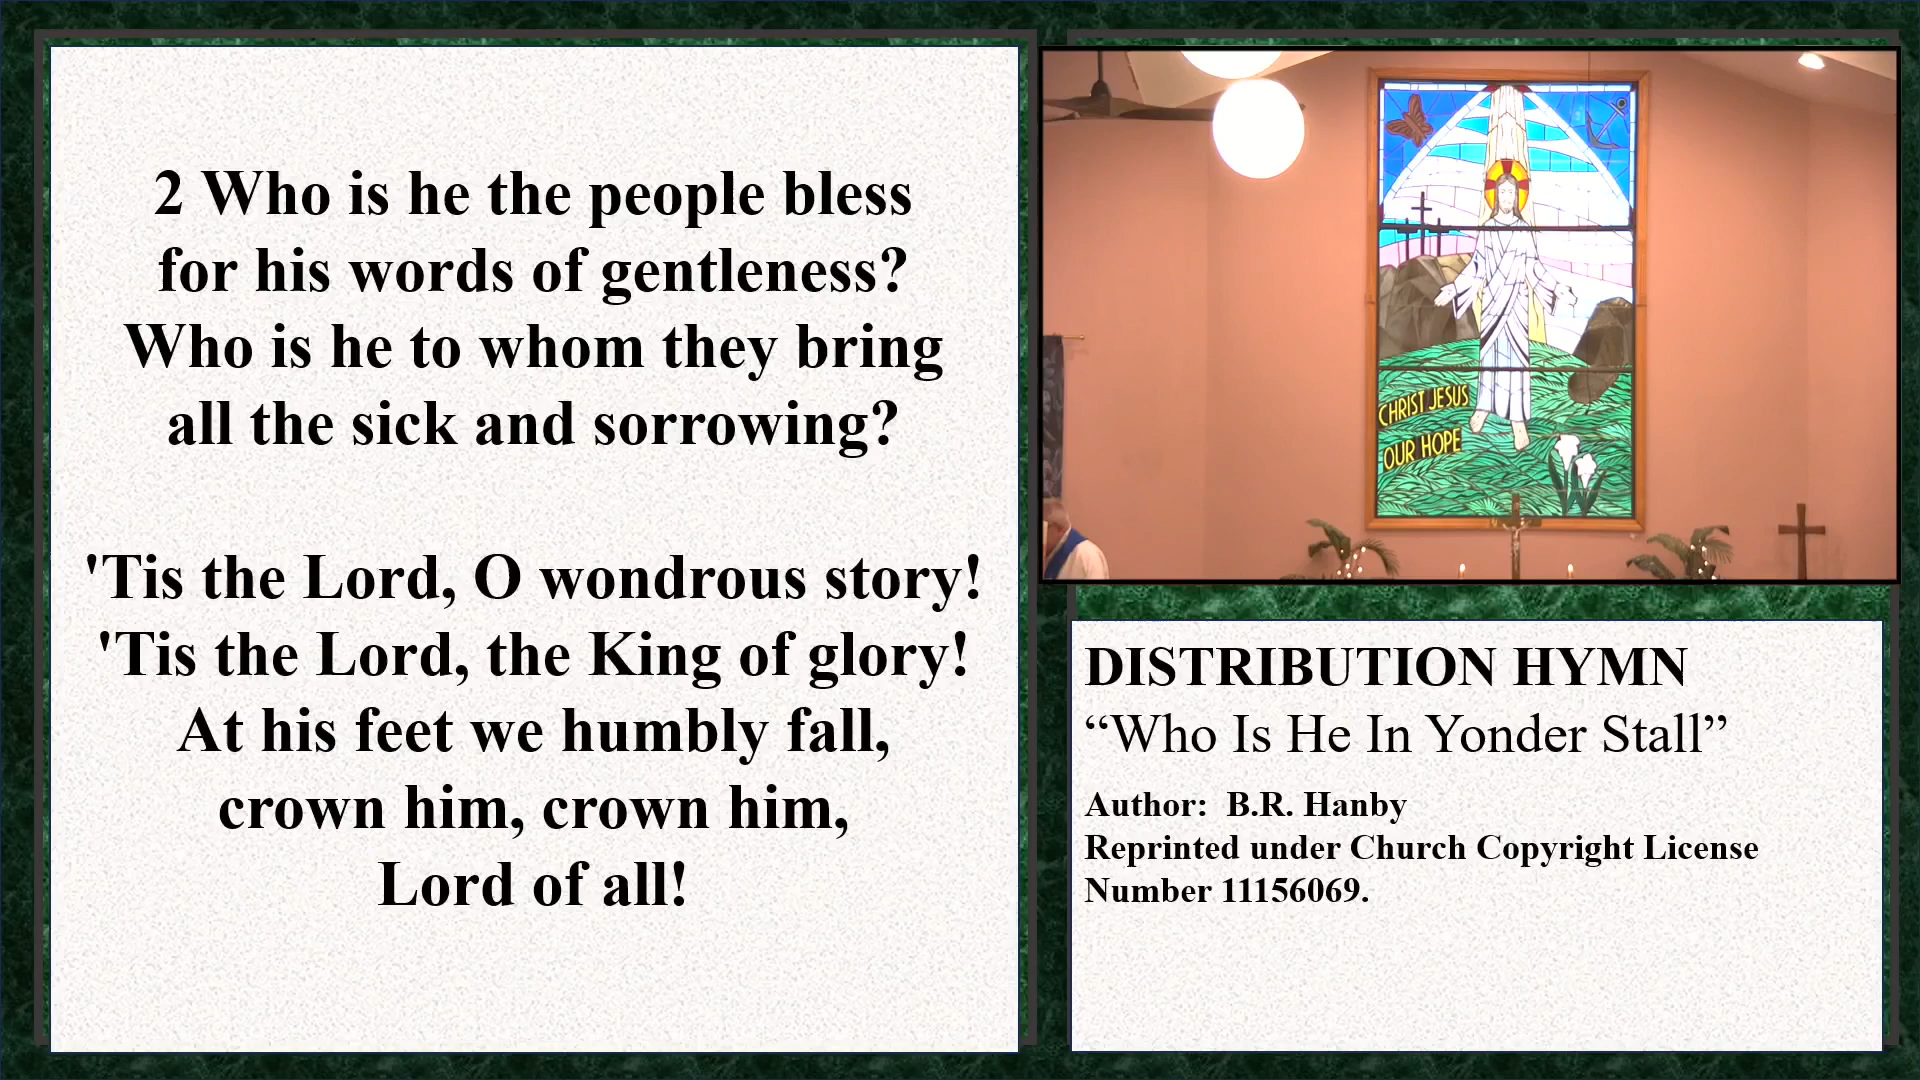 2 Who is he the people bless
for his words of gentleness?
Who is he to whom they bring
all the sick and sorrowing?
'Tis the Lord, O wondrous story!
'Tis the Lord, the King of glory!
At his feet we humbly fall,
crown him, crown him,
Lord of all!
CHRIST JESUS
OUR HOPE
DISTRIBUTION HYMN
“Who Is He In Yonder Stall”
Author:  B.R. Hanby
Reprinted under Church Copyright License
Number 11156069.